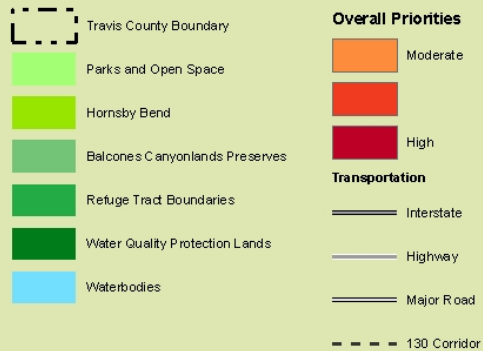 Travis County Boundary
Parks and Open Space
Hornsby Bend
Balcones Canyonlands Preserves
Refuge Tract Boundaries
Water Quality Protection Lands
Waterbodies
Overall Priorities
Moderate
High
Transportation
Interstate
Highway
Major Road
130 Corridor